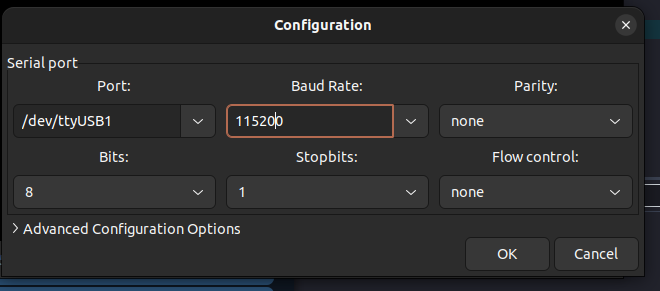 Configuration
Serial port
Port: Baud Rate: Parity:
/dev/ttyUSB1 115200 none
Bits: Stopbits: Flow control:
8 1 none
Advanced Configuration Options
OK Cancel